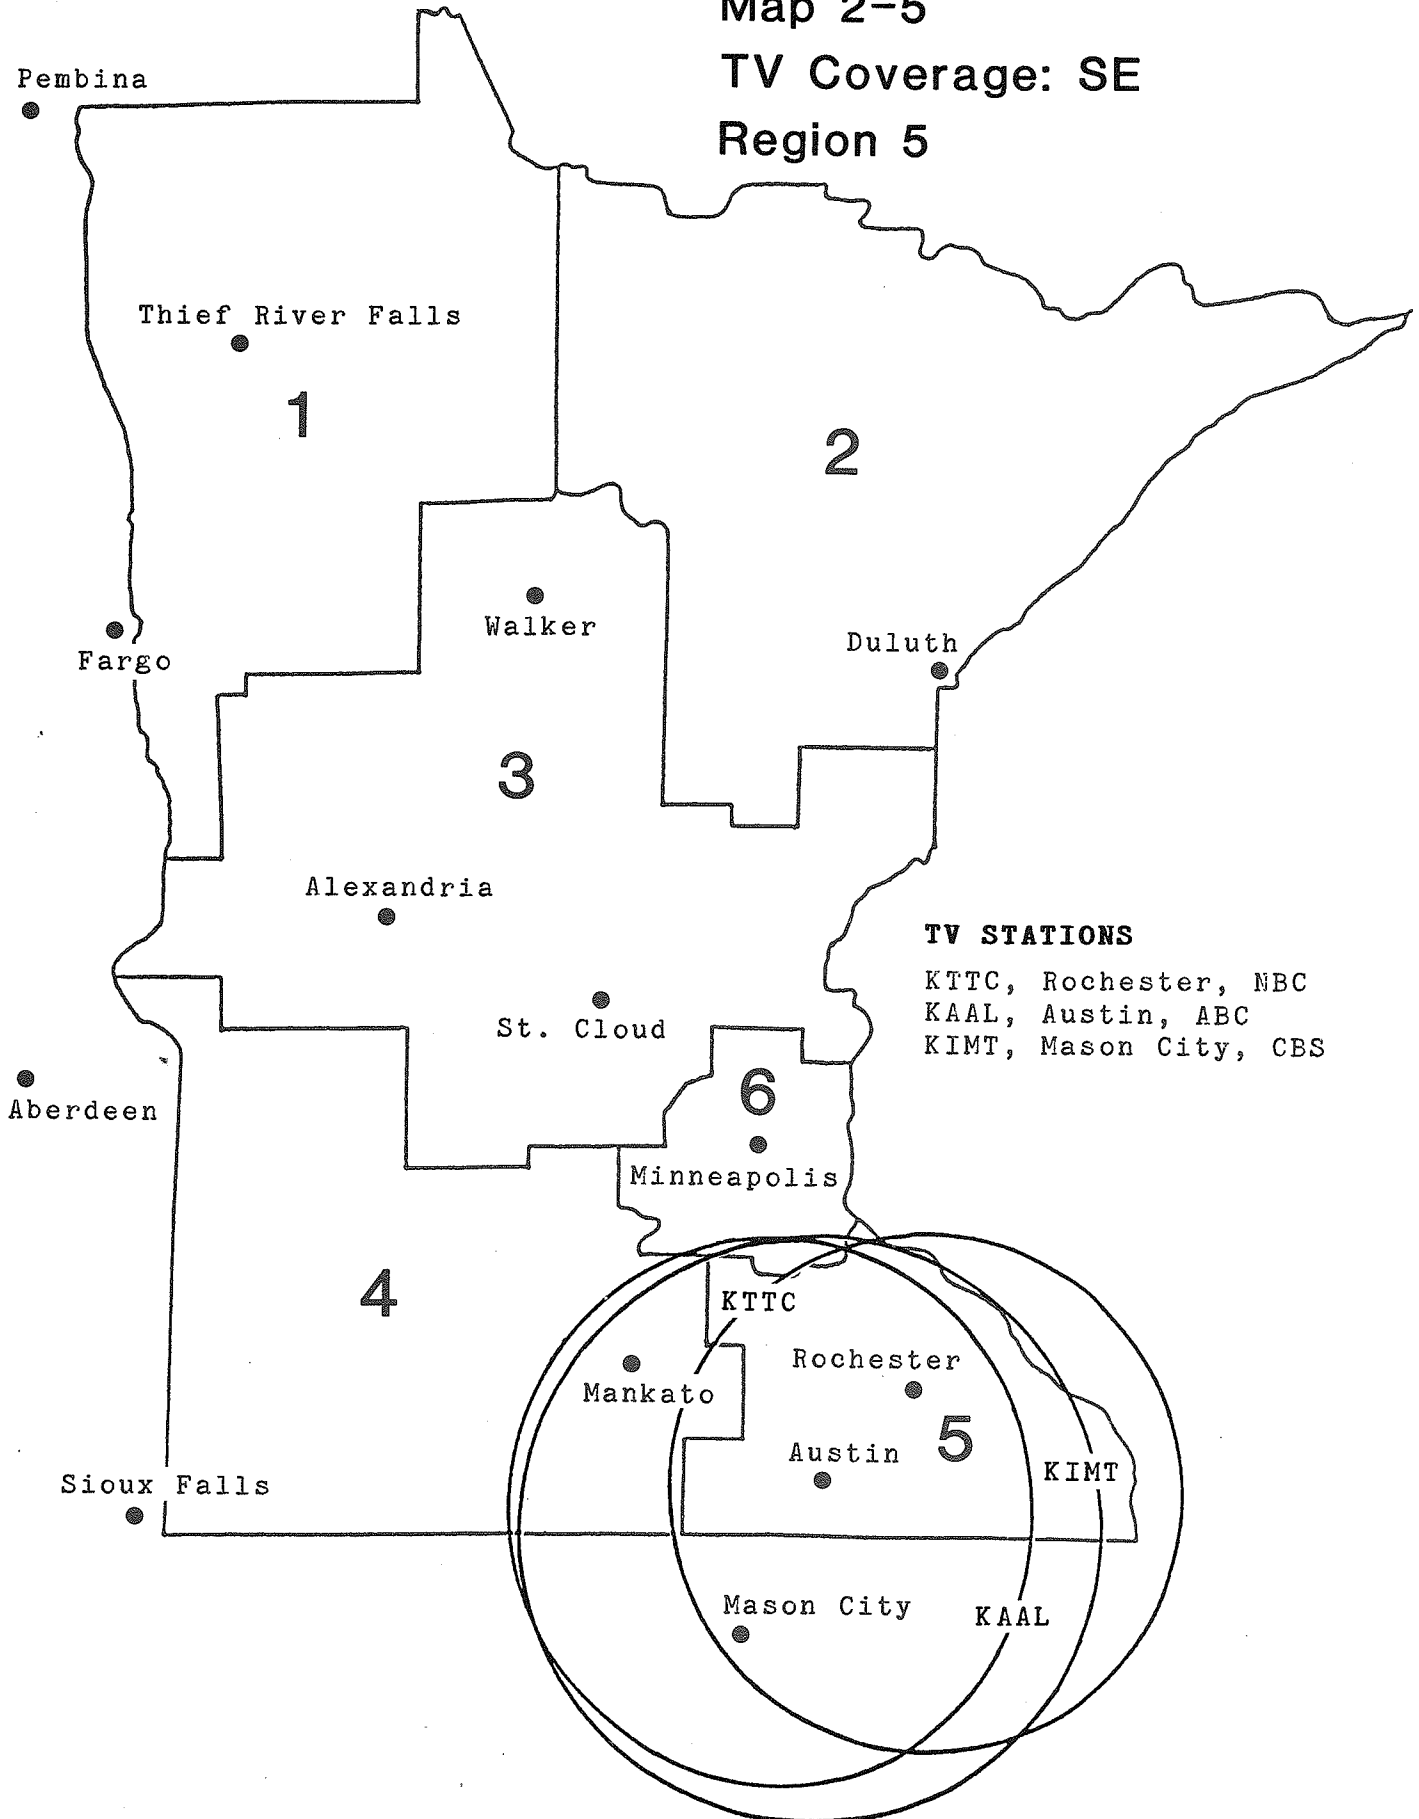 Map 2-5
TV Coverage: SE
Region 5
Pembina
Thief River Falls
1
2
Walker
Fargo
Duluth
3
Alexandria
TV STATIONS
KTTC, Rochester, NBC
KAAL, Austin, ABC
KIMT, Mason City, CBS
St. Cloud
6
Aberdeen
Minneapolis
4
KTTC
Rochester
Mankato
5
Austin
KIMT
Sioux Falls
Mason City
KAAL